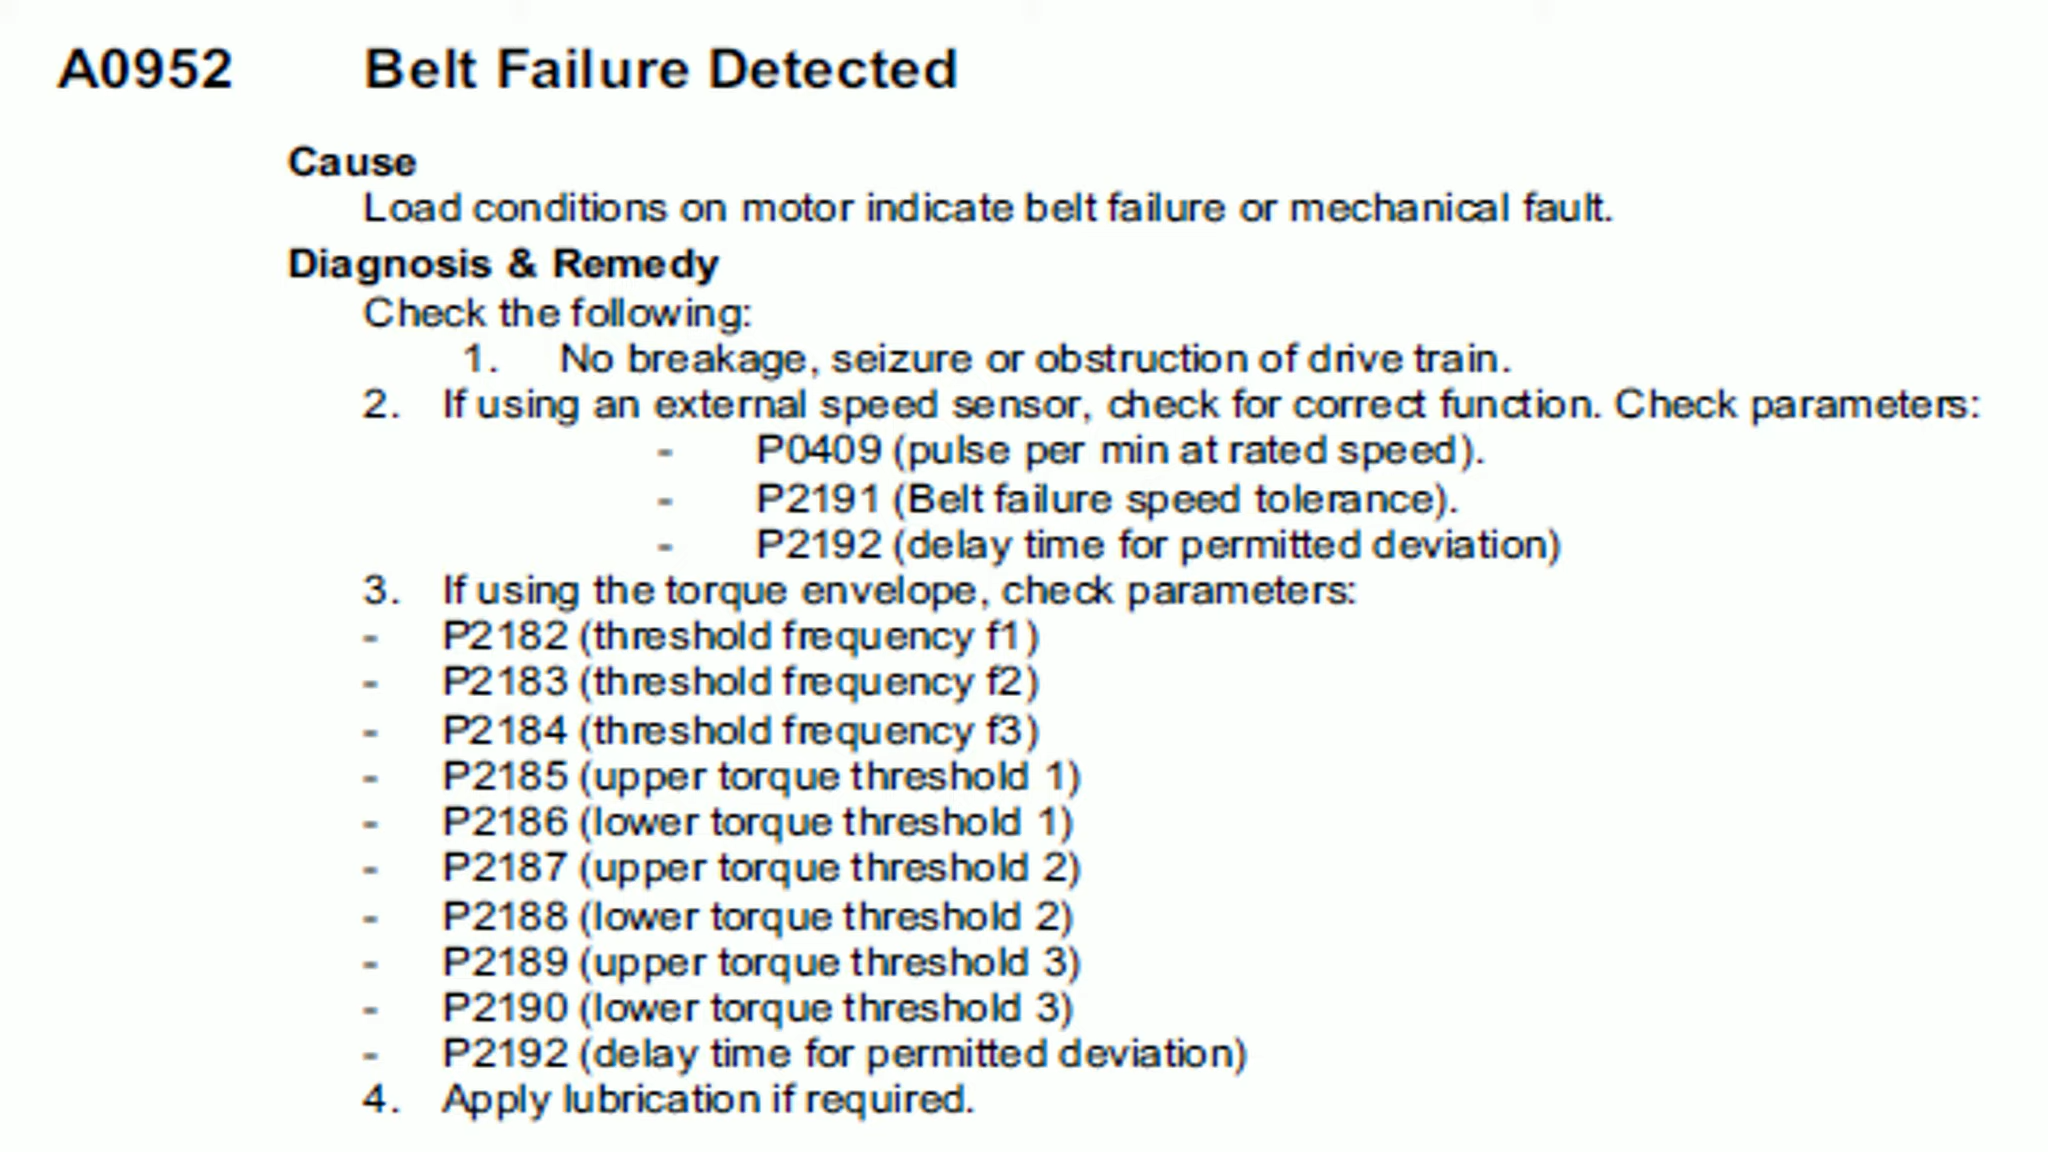 A0952 Belt Failure Detected
Cause
Load conditions on motor indicate belt failure or mechanical fault.
Diagnosis & Remedy
Check the following:
1. No breakage, seizure or obstruction of drive train.
2. If using an external speed sensor, check for correct function. Check parameters:
- P0409 (pulse per min at rated speed).
- P2191 (Belt failure speed tolerance).
- P2192 (delay time for permitted deviation)
3. If using the torque envelope, check parameters:
- P2182 (threshold frequency f1)
- P2183 (threshold frequency f2)
- P2184 (threshold frequency f3)
- P2185 (upper torque threshold 1)
- P2186 (lower torque threshold 1)
- P2187 (upper torque threshold 2)
- P2188 (lower torque threshold 2)
- P2189 (upper torque threshold 3)
- P2190 (lower torque threshold 3)
- P2192 (delay time for permitted deviation)
4. Apply lubrication if required.